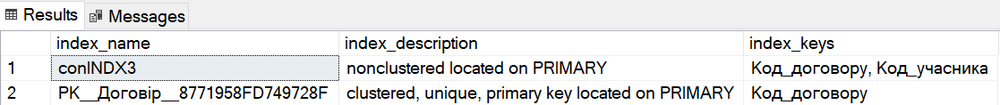 Results Messages
index_name index_description index_keys
1 conINDX3 nonclustered located on PRIMARY Код_договору, Код_учасника
2 PK__Договір__8771958FD749728F clustered, unique, primary key located on PRIMARY Код_договору